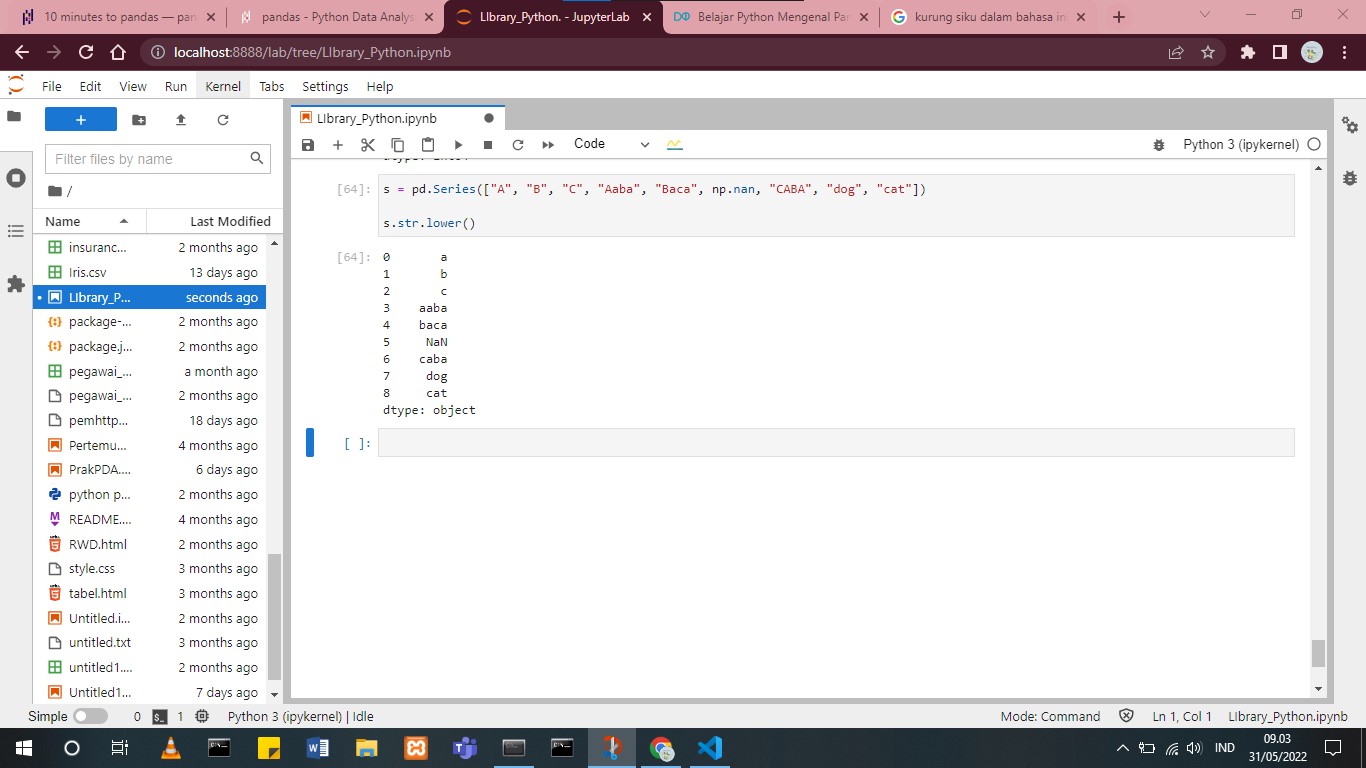 10 minutes to pandas — pan
pandas - Python Data Analys
LIbrary_Python. - JupyterLab
Belajar Python Mengenal Pan
kurung siku dalam bahasa in
localhost:8888/lab/tree/LIbrary_Python.ipynb
File Edit View Run Kernel Tabs Settings Help
LIbrary_Python.ipynb
Filter files by name
Code
Python 3 (ipykernel)
/
Name Last Modified
insuranc... 2 months ago
Iris.csv 13 days ago
LIbrary_P... seconds ago
package-... 2 months ago
package.j... 2 months ago
pegawai_... a month ago
pegawai_... 2 months ago
pemhttp... 18 days ago
Pertemu... 4 months ago
PrakPDA.... 6 days ago
python p... 2 months ago
README.... 4 months ago
RWD.html 2 months ago
style.css 3 months ago
tabel.html 3 months ago
Untitled.i... 2 months ago
untitled.txt 3 months ago
untitled1.... 2 months ago
Untitled1... 7 days ago
[64]: s = pd.Series(["A", "B", "C", "Aaba", "Baca", np.nan, "CABA", "dog", "cat"])
s.str.lower()
[64]: 0 a
1 b
2 c
3 aaba
4 baca
5 NaN
6 caba
7 dog
8 cat
dtype: object
[ ]:
Simple 0 1 Python 3 (ipykernel) | Idle
Mode: Command Ln 1, Col 1 LIbrary_Python.ipynb
IND
09.03
31/05/2022